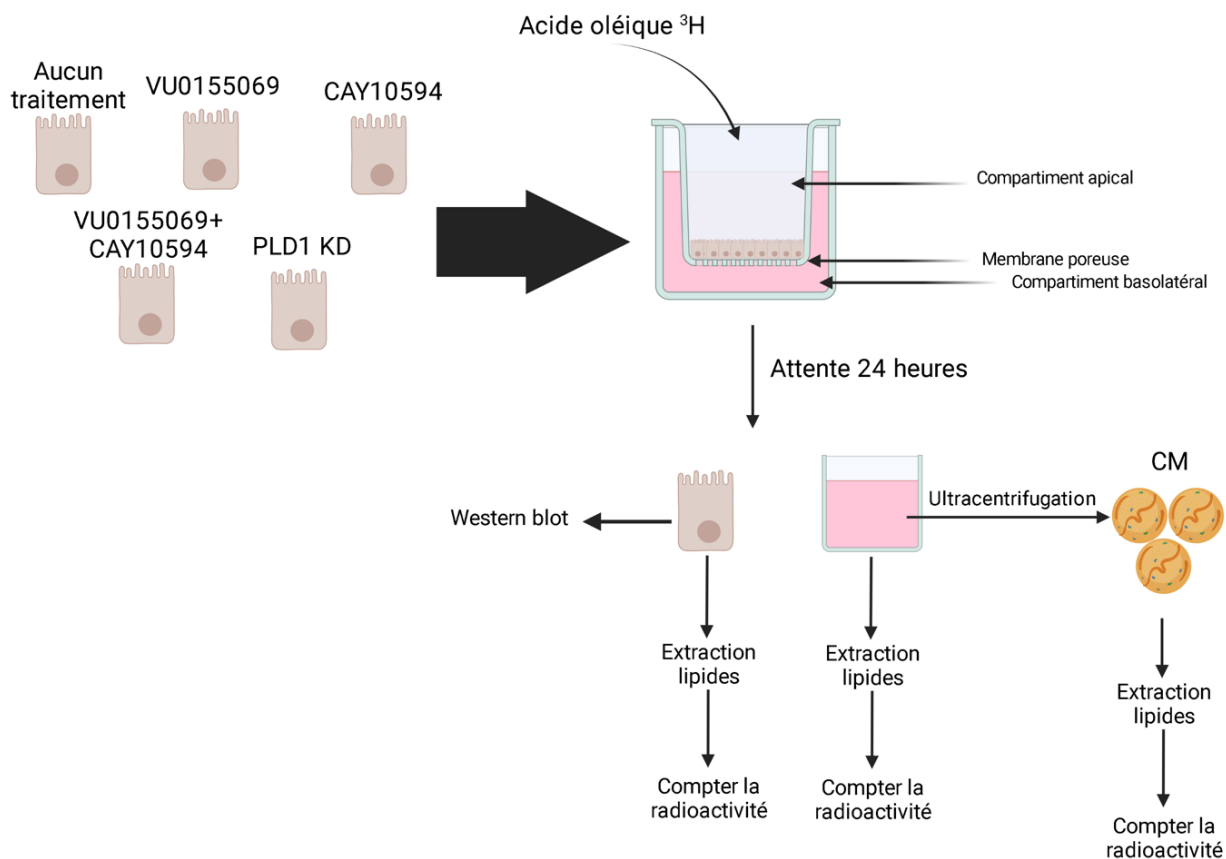 Acide oléique ³H
Aucun
traitement
VU0155069
CAY10594
VU0155069+
CAY10594
PLD1 KD
Compartiment apical
Membrane poreuse
Compartiment basolatéral
Attente 24 heures
Western blot
Ultracentrifugation
CM
Extraction
lipides
Extraction
lipides
Extraction
lipides
Compter la
radioactivité
Compter la
radioactivité
Compter la
radioactivité